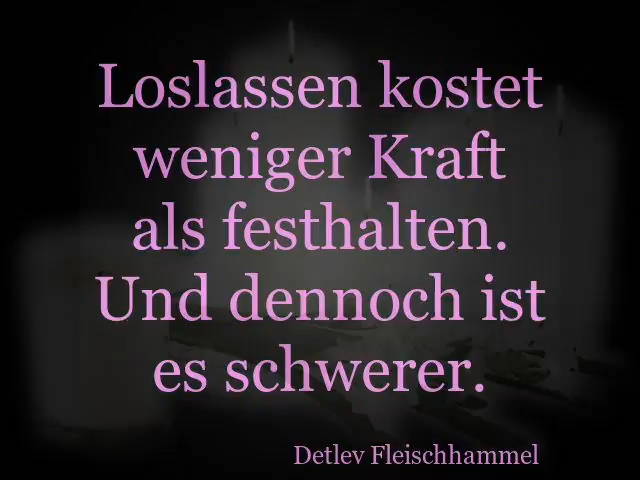 Loslassen kostet
weniger Kraft
als festhalten.
Und dennoch ist
es schwerer.
Detlev Fleischhammel